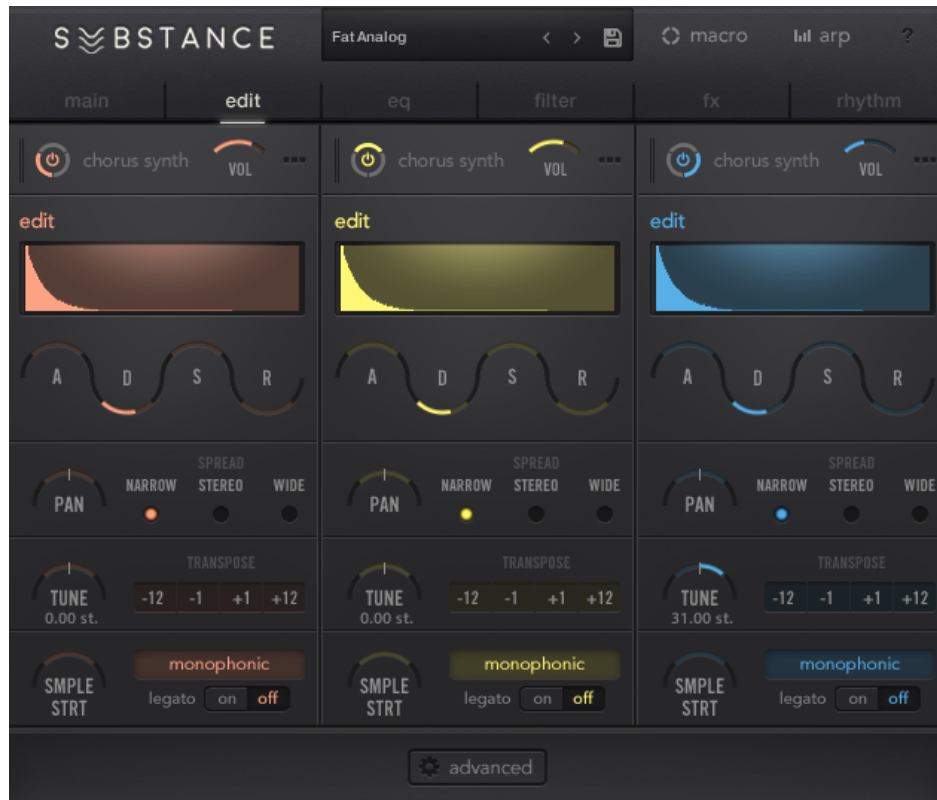 SUBSTANCE
FatAnalog
macro
arp
?
main
edit
eq
filter
fx
rhythm
chorus synth
VOL
chorus synth
VOL
chorus synth
VOL
edit
edit
edit
A
D
S
R
A
D
S
R
A
D
S
R
PAN
SPREAD
NARROW
STEREO
WIDE
PAN
SPREAD
NARROW
STEREO
WIDE
PAN
SPREAD
NARROW
STEREO
WIDE
TUNE
0.00 st.
TRANSPOSE
-12 -1 +1 +12
TUNE
0.00 st.
TRANSPOSE
-12 -1 +1 +12
TUNE
31.00 st.
TRANSPOSE
-12 -1 +1 +12
SMPLE
STRT
monophonic
legato on off
SMPLE
STRT
monophonic
legato on off
SMPLE
STRT
monophonic
legato on off
advanced